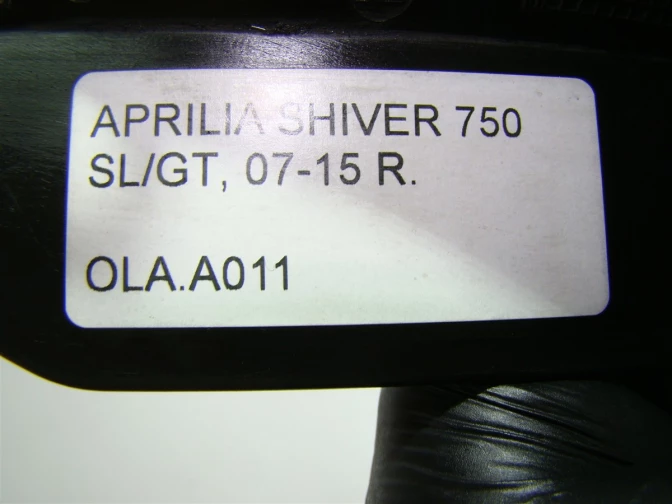 APRILIA SHIVER 750
SL/GT, 07-15 R.
OLA.A011